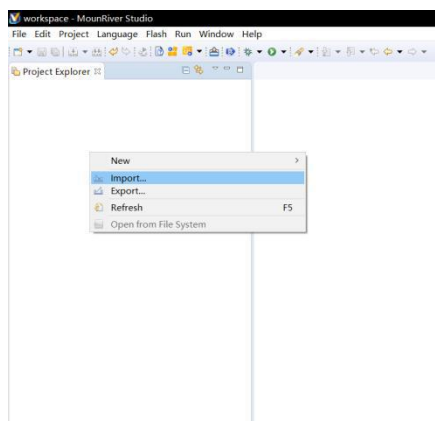 workspace - MounRiver Studio
File Edit Project Language Flash Run Window Help
Project Explorer
New
Import...
Export...
Refresh F5
Open from File System